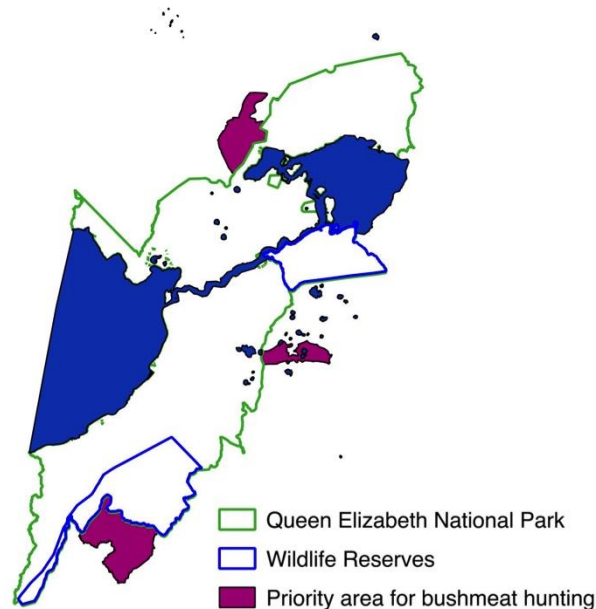 Queen Elizabeth National Park
Wildlife Reserves
Priority area for bushmeat hunting